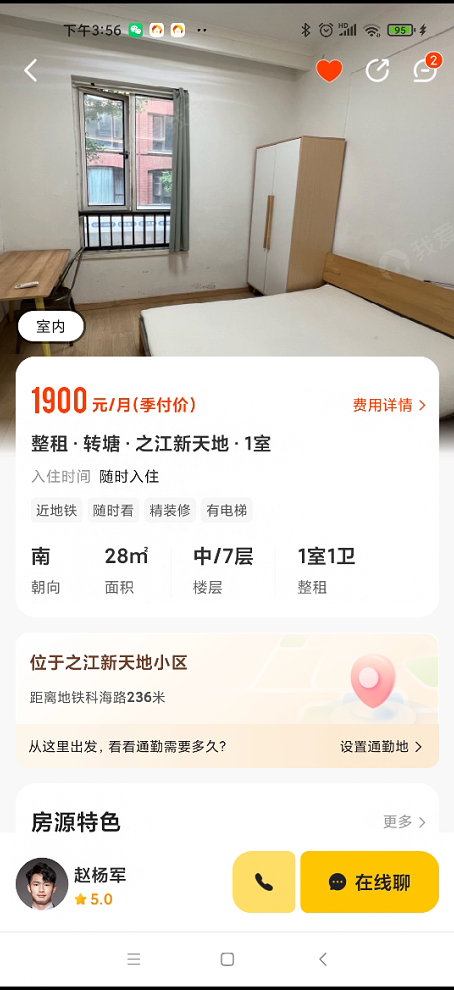 下午3:56
HD
95
2
我爱
室内
1900 元/月(季付价)
费用详情
整租·转塘·之江新天地·1室
入住时间 随时入住
近地铁 随时看 精装修 有电梯
南 28㎡ 中/7层 1室1卫
朝向 面积 楼层 整租
位于之江新天地小区
距离地铁科海路236米
从这里出发，看看通勤需要多久？ 设置通勤地
房源特色 更多
赵杨军
5.0
在线聊